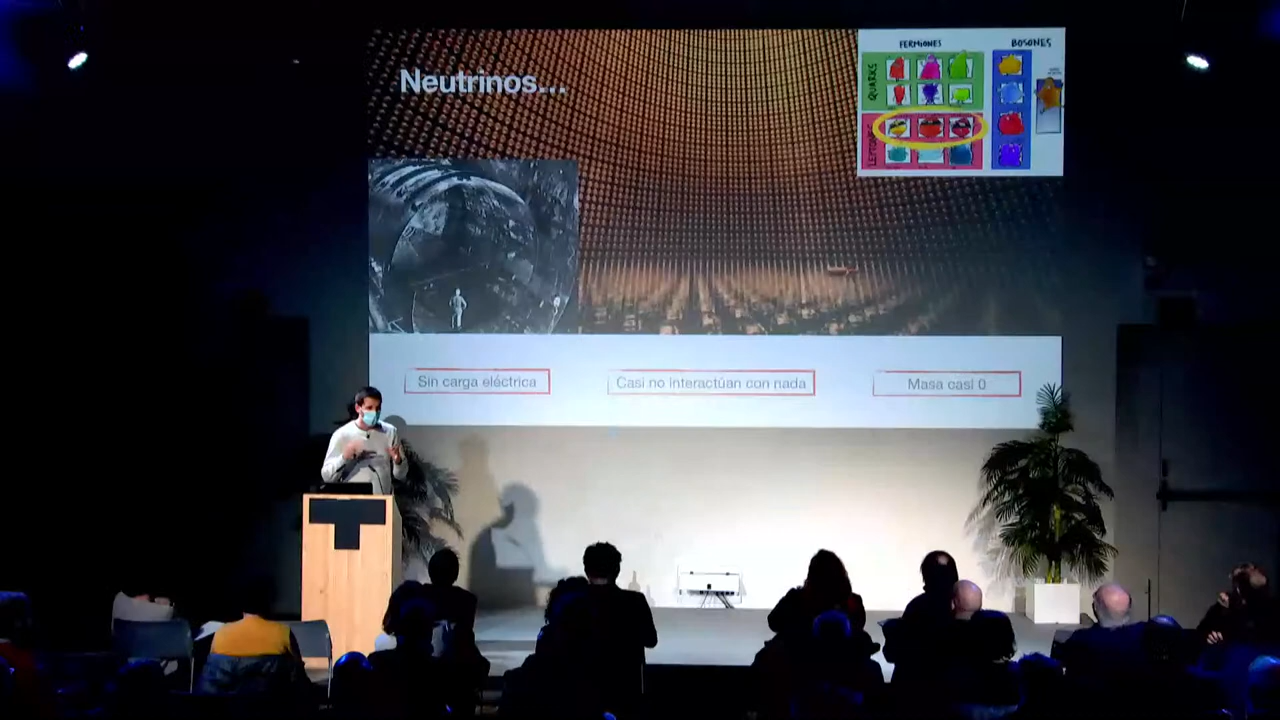 Neutrinos...
FERMIONES
BOSONES
QUARKS
LEPTONES
Sin carga eléctrica
Casi no interactúan con nada
Masa casi 0
T